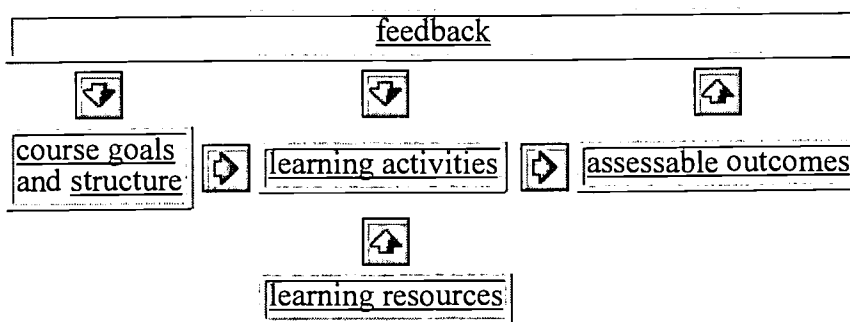 feedback
course goals
and structure
learning activities
assessable outcomes
learning resources